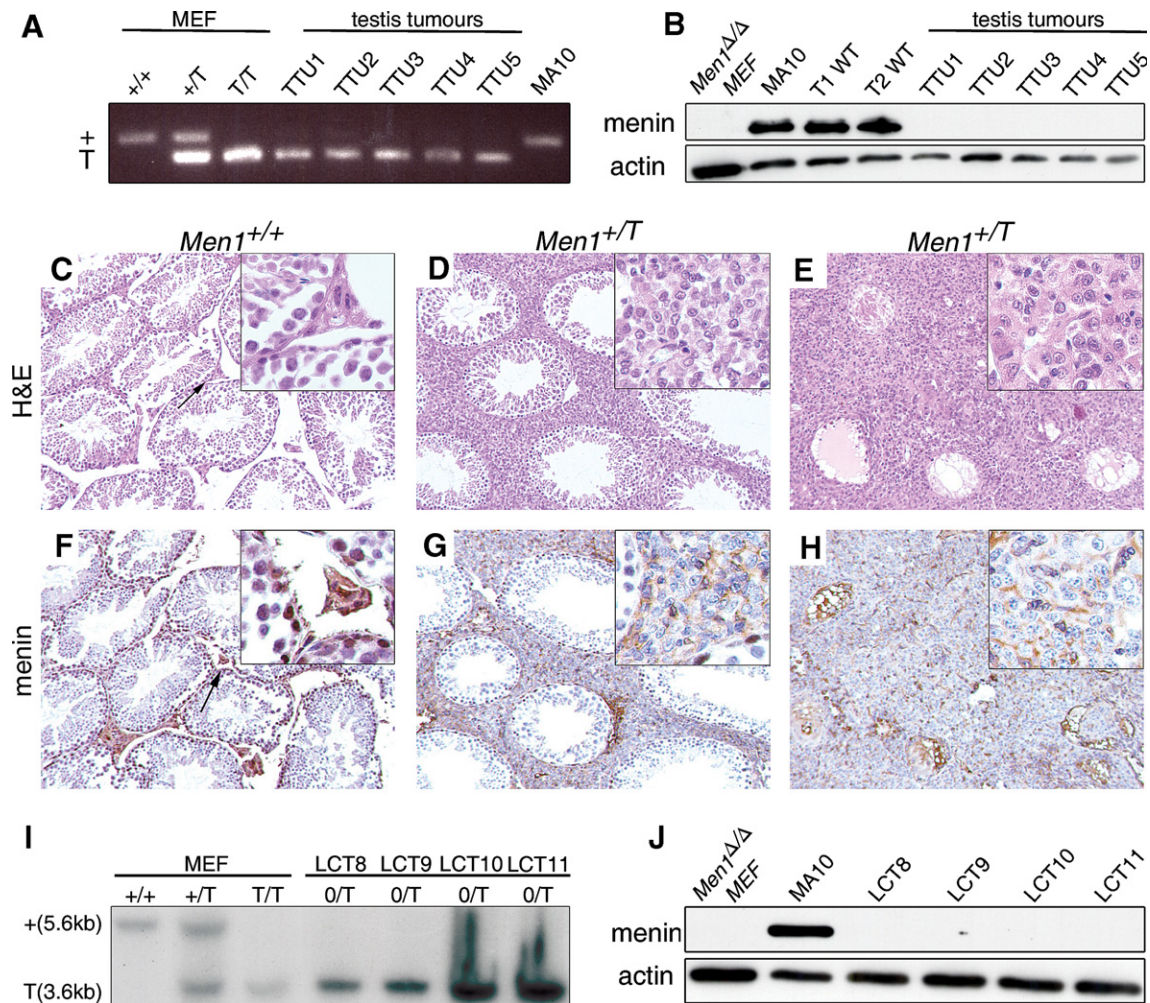 A
MEF
testis tumours
+/+
+/T
T/T
TTU1
TTU2
TTU3
TTU4
TTU5
MA10
+
T
B
testis tumours
Men1Δ/Δ
MEF
MA10
T1 WT
T2 WT
TTU1
TTU2
TTU3
TTU4
TTU5
menin
actin
Men1+/+
Men1+/T
Men1+/T
H&E
C
D
E
menin
F
G
H
I
MEF
LCT8 LCT9 LCT10 LCT11
+/+ +/T T/T 0/T 0/T 0/T 0/T
+(5.6kb)
T(3.6kb)
J
Men1Δ/Δ
MEF
MA10
LCT8
LCT9
LCT10
LCT11
menin
actin